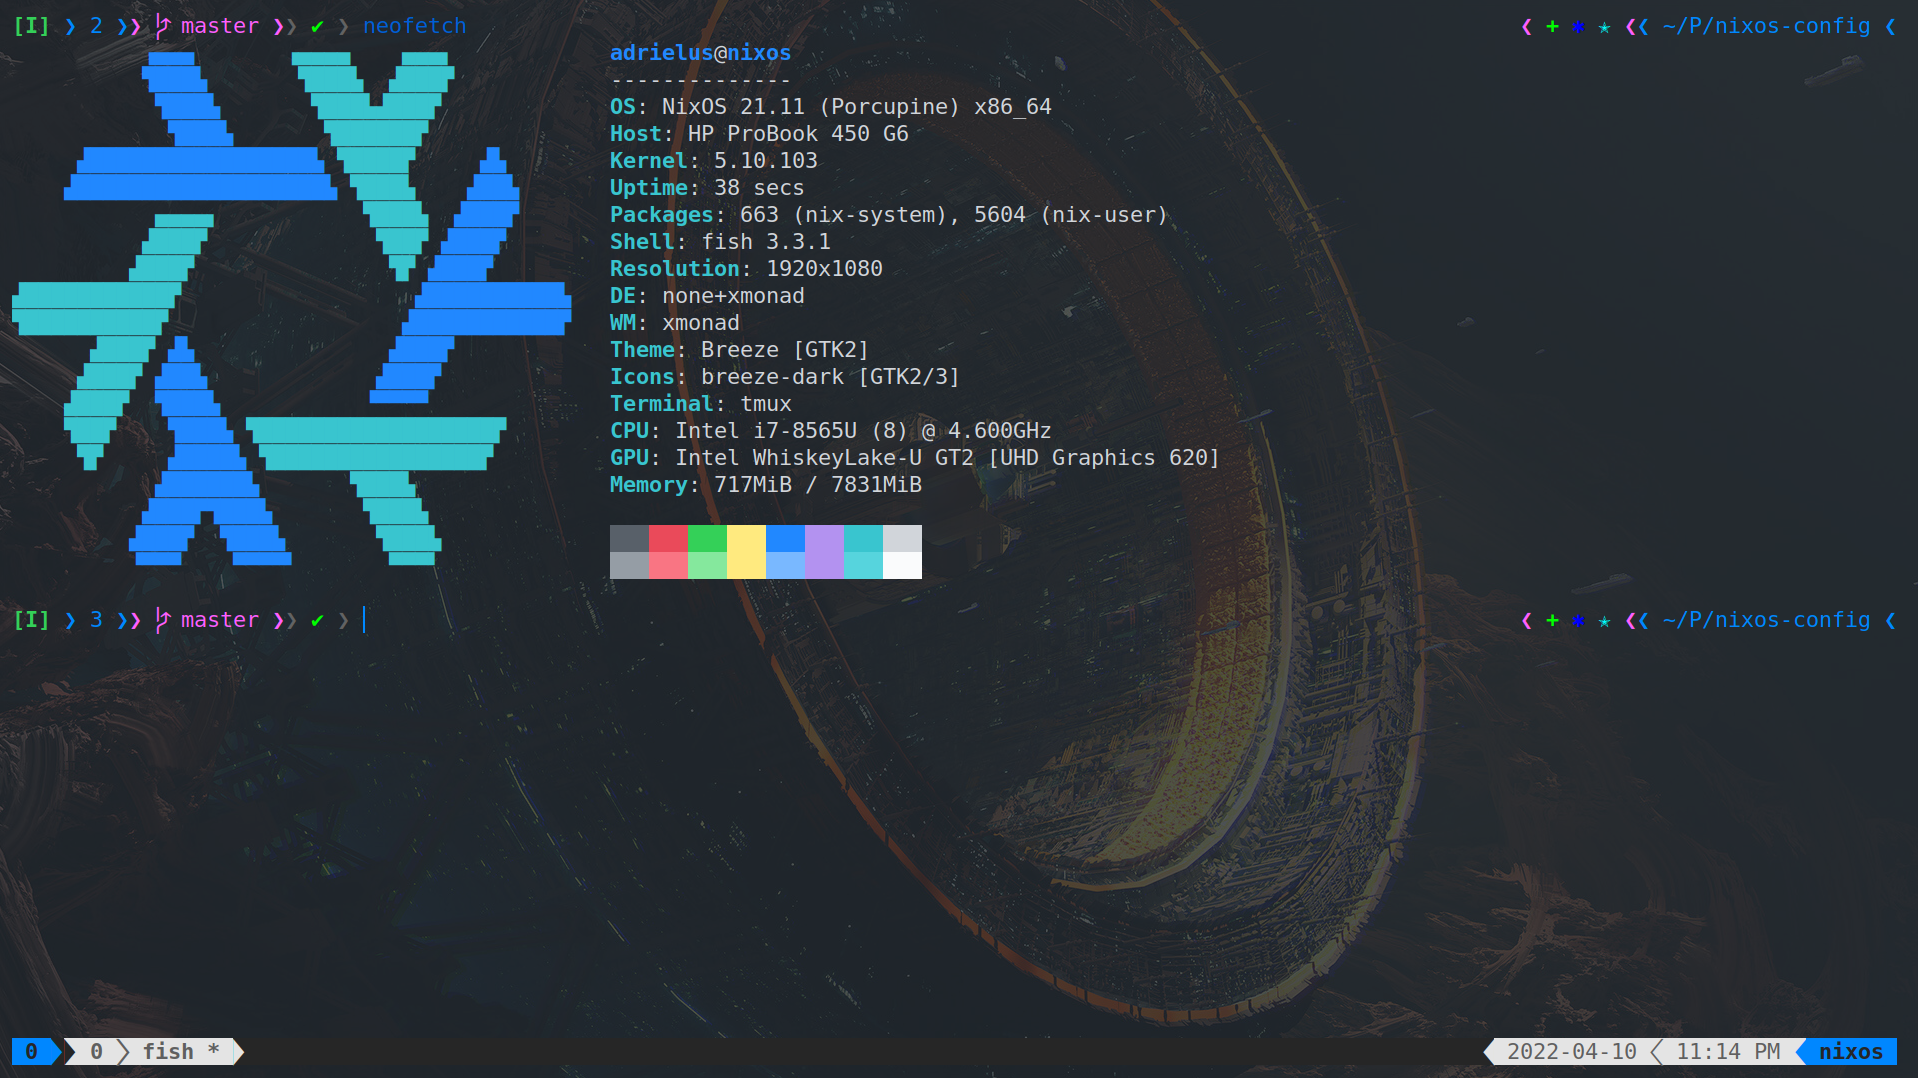 [I] ❯ 2 ❯❯ master ❯❯ ✔ ❯ neofetch ❮ + ✱ ★ ❮❮ ~/P/nixos-config ❮
adrielus@nixos
--------------
OS: NixOS 21.11 (Porcupine) x86_64
Host: HP ProBook 450 G6
Kernel: 5.10.103
Uptime: 38 secs
Packages: 663 (nix-system), 5604 (nix-user)
Shell: fish 3.3.1
Resolution: 1920x1080
DE: none+xmonad
WM: xmonad
Theme: Breeze [GTK2]
Icons: breeze-dark [GTK2/3]
Terminal: tmux
CPU: Intel i7-8565U (8) @ 4.600GHz
GPU: Intel WhiskeyLake-U GT2 [UHD Graphics 620]
Memory: 717MiB / 7831MiB
[I] ❯ 3 ❯❯ master ❯❯ ✔ ❯ ❮ + ✱ ★ ❮❮ ~/P/nixos-config ❮
0 0 fish * 2022-04-10 11:14 PM nixos